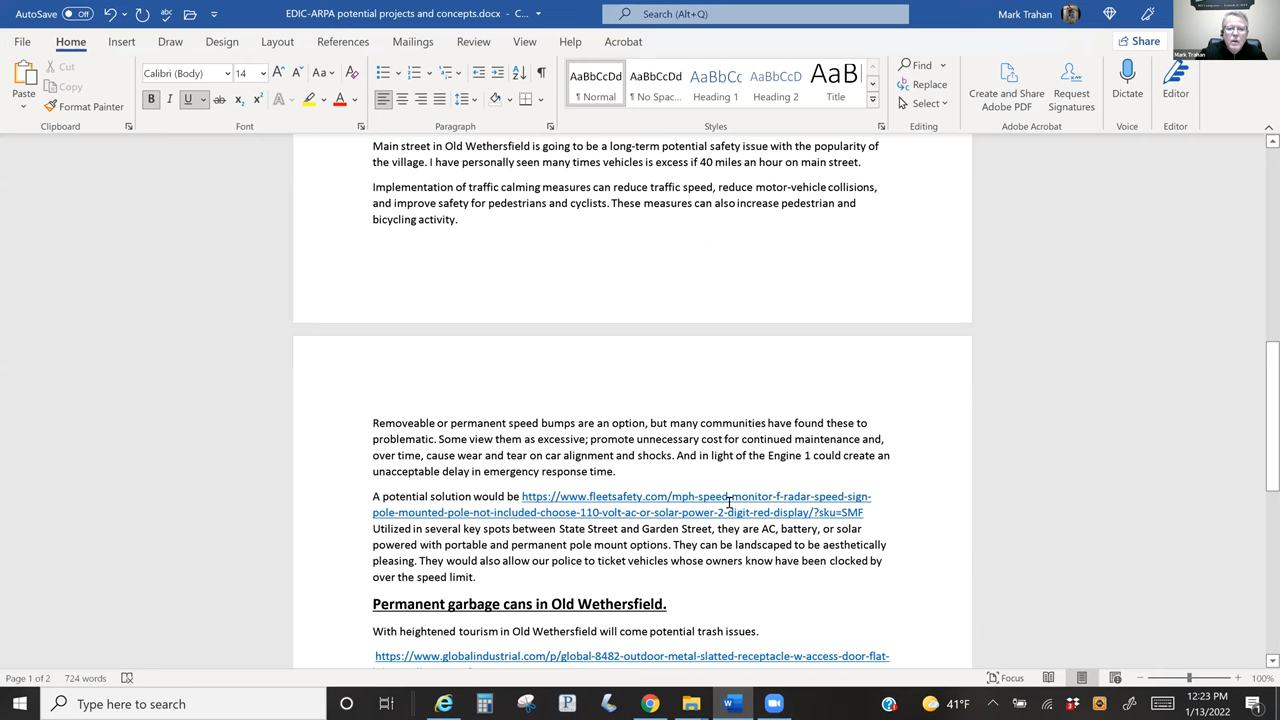 AutoSave Off
EDIC-ARPA potential projects and concepts.docx - C...
Search (Alt+Q)
Mark Trahan
File Home Insert Draw Design Layout References Mailings Review View Help Acrobat
Share
Mark Trahan
Paste
Cut
Copy
Format Painter
Calibri (Body) 14
AaBbCcDd
¶ Normal
AaBbCcDd
¶ No Spac...
AaBbCc
Heading 1
AaBbCcD
Heading 2
AaB
Title
Find
Replace
Select
Create and Share
Adobe PDF
Request
Signatures
Dictate
Editor
Clipboard Font Paragraph Styles Editing Adobe Acrobat Voice Editor
Main street in Old Wethersfield is going to be a long-term potential safety issue with the popularity of
the village. I have personally seen many times vehicles is excess if 40 miles an hour on main street.
Implementation of traffic calming measures can reduce traffic speed, reduce motor-vehicle collisions,
and improve safety for pedestrians and cyclists. These measures can also increase pedestrian and
bicycling activity.
Removeable or permanent speed bumps are an option, but many communities have found these to
problematic. Some view them as excessive; promote unnecessary cost for continued maintenance and,
over time, cause wear and tear on car alignment and shocks. And in light of the Engine 1 could create an
unacceptable delay in emergency response time.
A potential solution would be https://www.fleetsafety.com/mph-speed-monitor-f-radar-speed-sign-
pole-mounted-pole-not-included-choose-110-volt-ac-or-solar-power-2-digit-red-display/?sku=SMF
Utilized in several key spots between State Street and Garden Street, they are AC, battery, or solar
powered with portable and permanent pole mount options. They can be landscaped to be aesthetically
pleasing. They would also allow our police to ticket vehicles whose owners know have been clocked by
over the speed limit.
Permanent garbage cans in Old Wethersfield.
With heightened tourism in Old Wethersfield will come potential trash issues.
https://www.globalindustrial.com/p/global-8482-outdoor-metal-slatted-receptacle-w-access-door-flat-
Page 1 of 2 724 words
Focus
100%
Type here to search
41°F
12:23 PM
1/13/2022